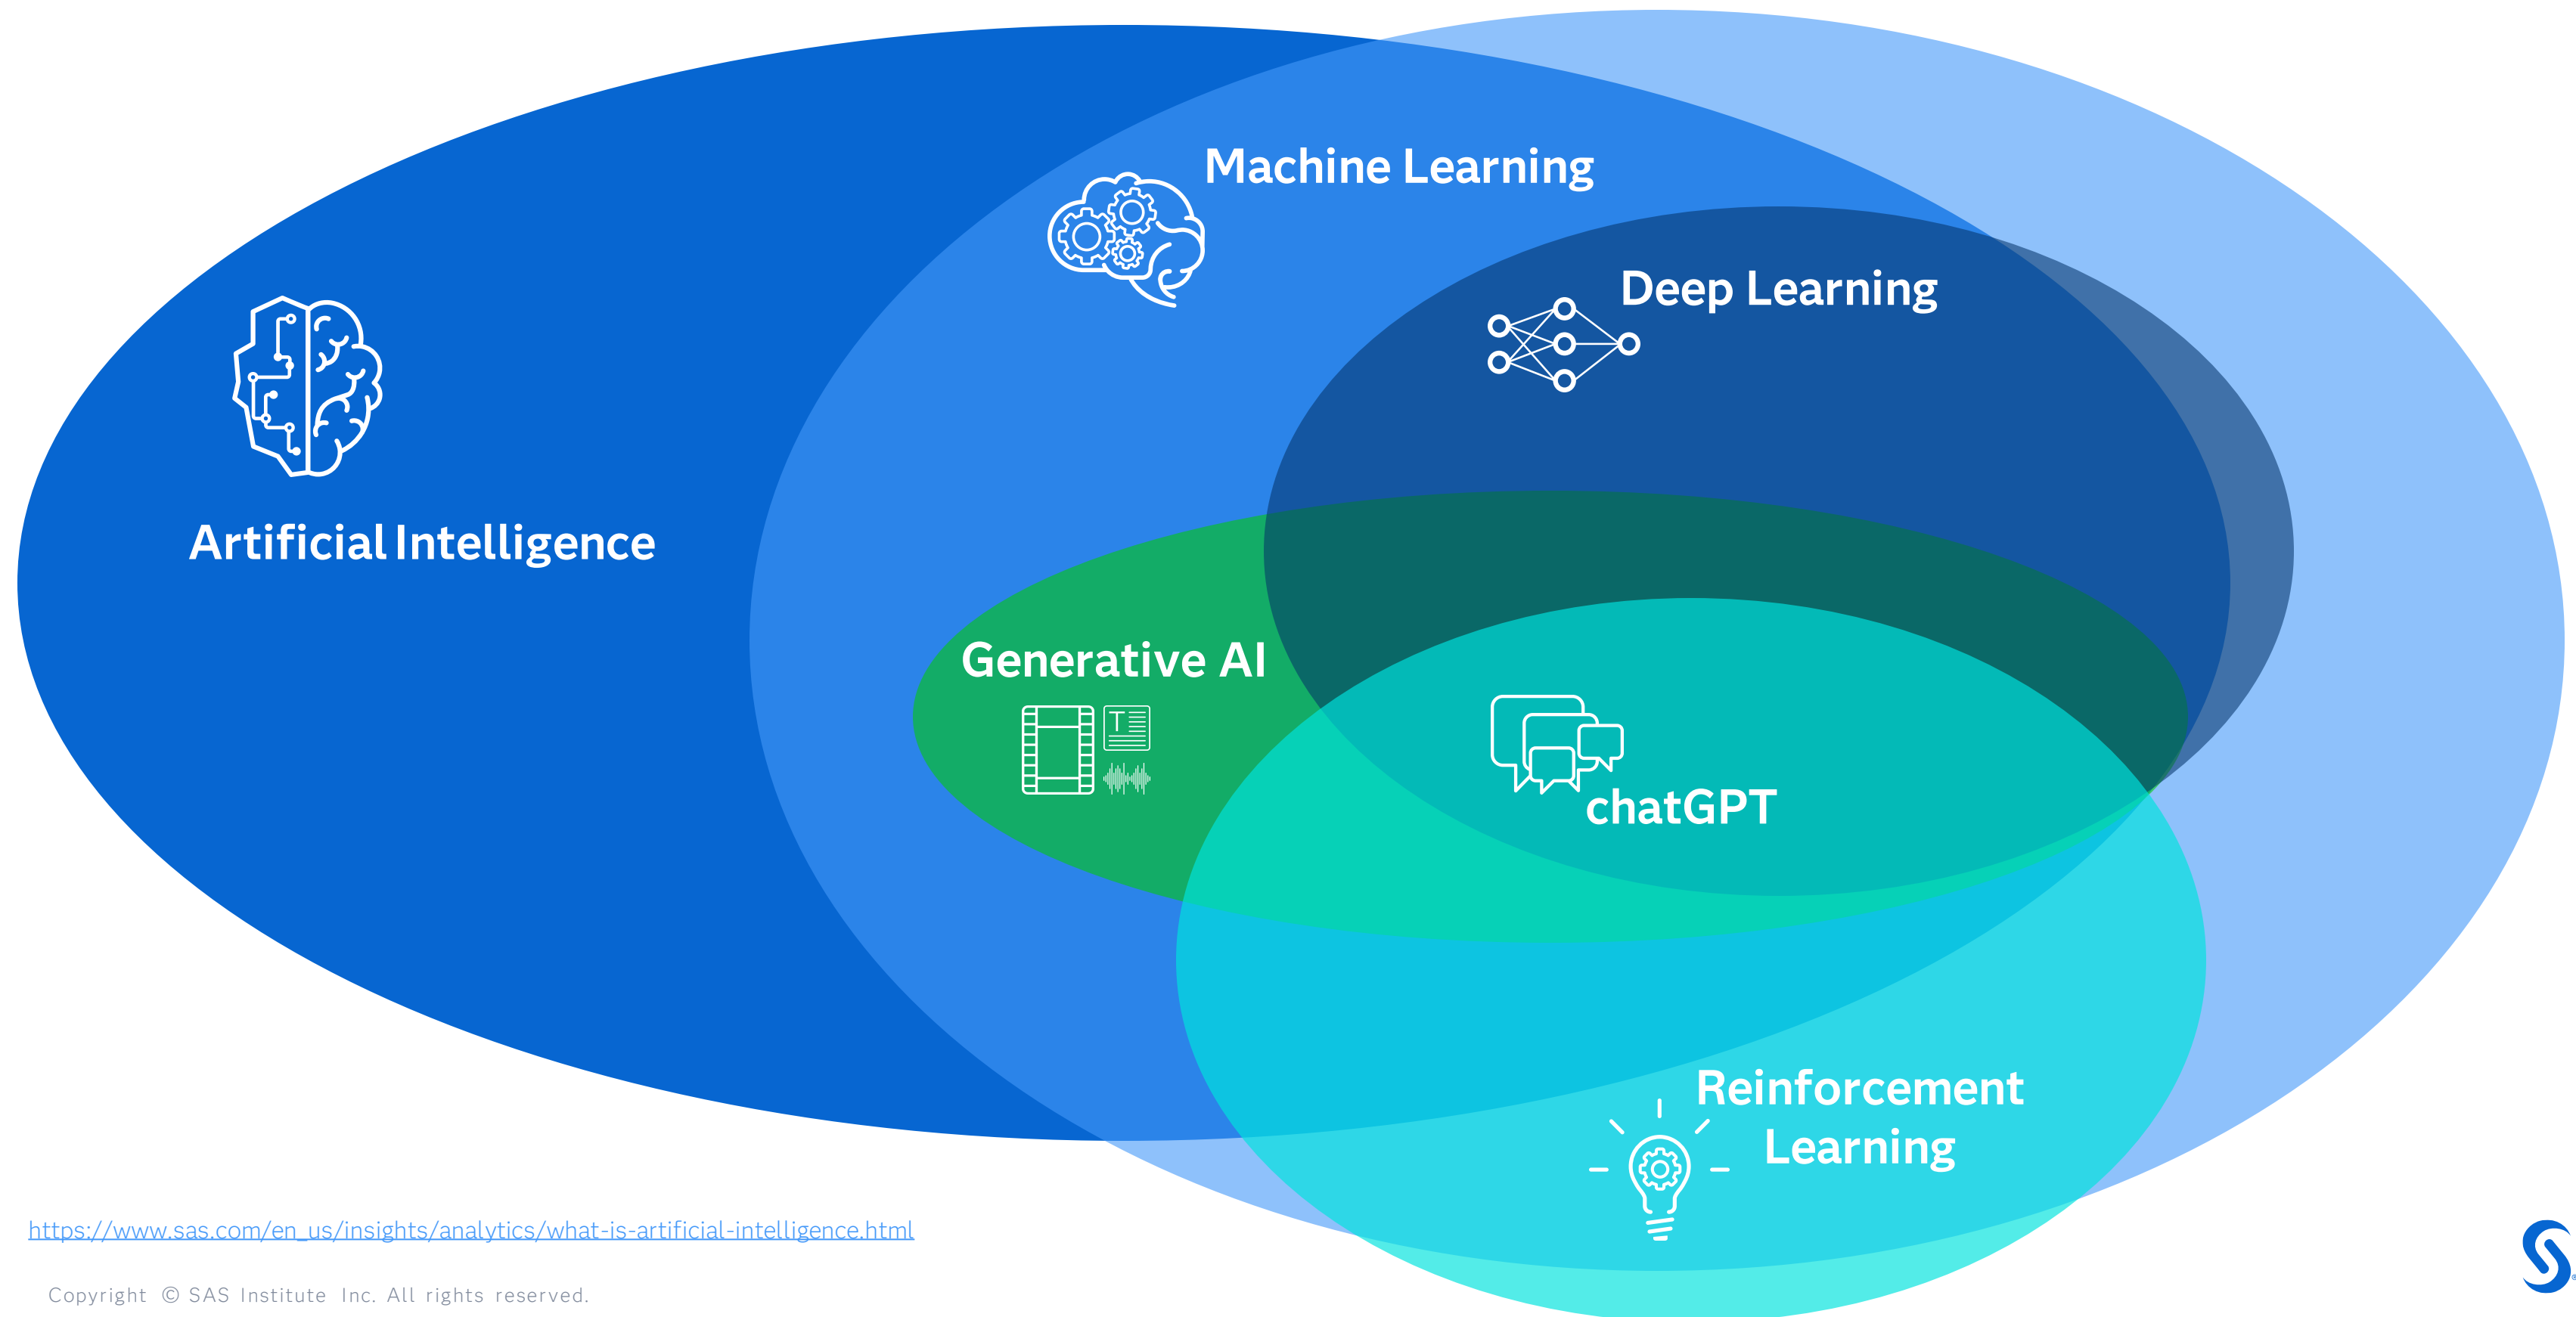 Machine Learning
Deep Learning
Artificial Intelligence
Generative AI
T
chatGPT
Reinforcement
Learning
https://www.sas.com/en_us/insights/analytics/what-is-artificial-intelligence.html
Copyright © SAS Institute Inc. All rights reserved.